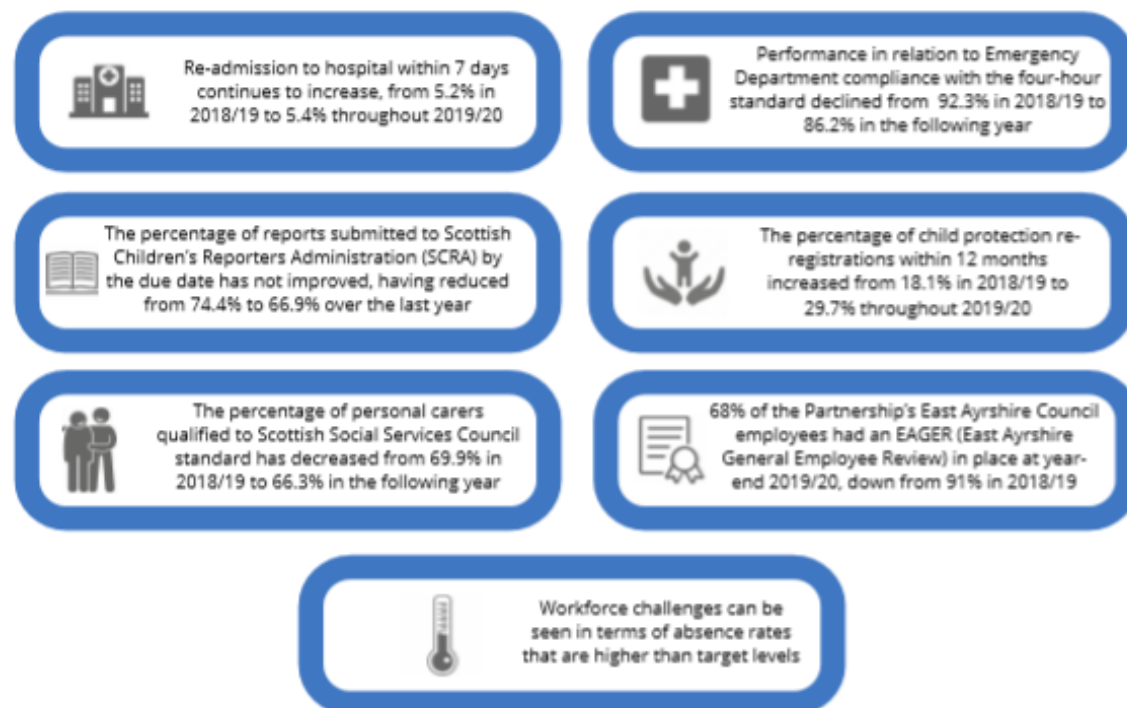 Re-admission to hospital within 7 days
continues to increase, from 5.2% in
2018/19 to 5.4% throughout 2019/20
Performance in relation to Emergency
Department compliance with the four-hour
standard declined from 92.3% in 2018/19 to
86.2% in the following year
The percentage of reports submitted to Scottish
Children's Reporters Administration (SCRA) by
the due date has not improved, having reduced
from 74.4% to 66.9% over the last year
The percentage of child protection re-
registrations within 12 months
increased from 18.1% in 2018/19 to
29.7% throughout 2019/20
The percentage of personal carers
qualified to Scottish Social Services Council
standard has decreased from 69.9% in
2018/19 to 66.3% in the following year
68% of the Partnership's East Ayrshire Council
employees had an EAGER (East Ayrshire
General Employee Review) in place at year-
end 2019/20, down from 91% in 2018/19
Workforce challenges can be
seen in terms of absence rates
that are higher than target levels